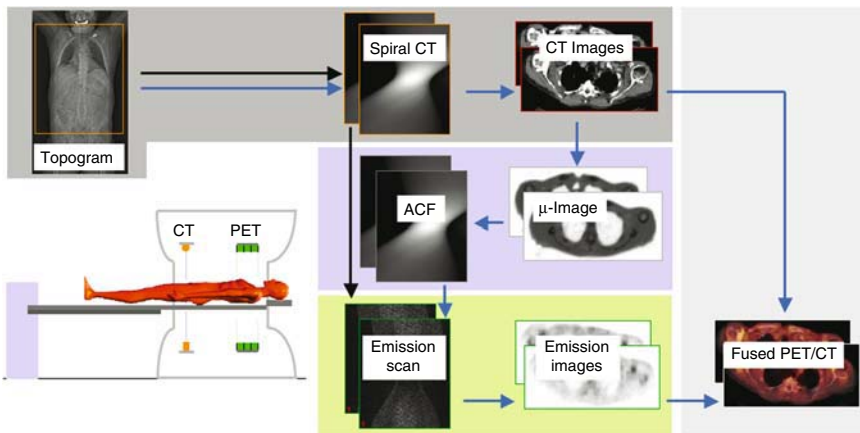 Spiral CT
CT Images
Topogram
ACF
μ-Image
CT
PET
Emission
scan
Emission
images
Fused PET/CT